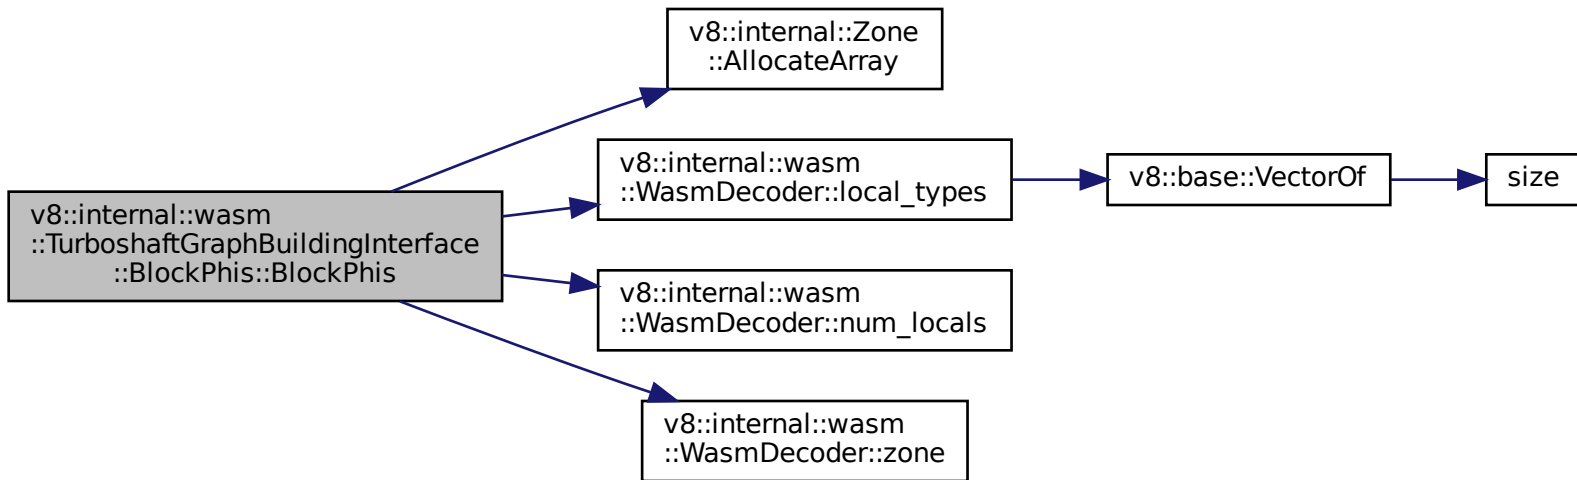 v8::internal::wasm
::TurboshaftGraphBuildingInterface
::BlockPhis::BlockPhis
v8::internal::Zone
::AllocateArray
v8::internal::wasm
::WasmDecoder::local_types
v8::base::VectorOf
size
v8::internal::wasm
::WasmDecoder::num_locals
v8::internal::wasm
::WasmDecoder::zone